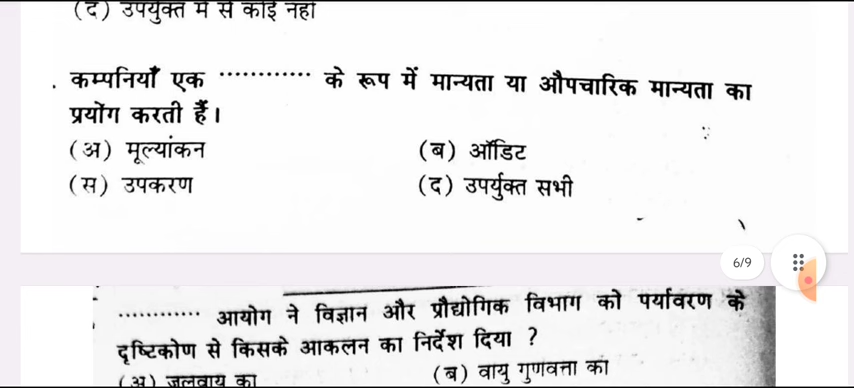 (द) उपर्युक्त में से कोई नहीं
कम्पनियाँ एक ............ के रूप में मान्यता या औपचारिक मान्यता का
प्रयोंग करती हैं।
(अ) मूल्यांकन (ब) ऑडिट
(स) उपकरण (द) उपर्युक्त सभी
6/9
............ आयोग ने विज्ञान और प्रौद्योगिक विभाग को पर्यावरण के
दृष्टिकोण से किसके आकलन का निर्देश दिया ?
(अ) जलवायु का (ब) वायु गुणवत्ता का